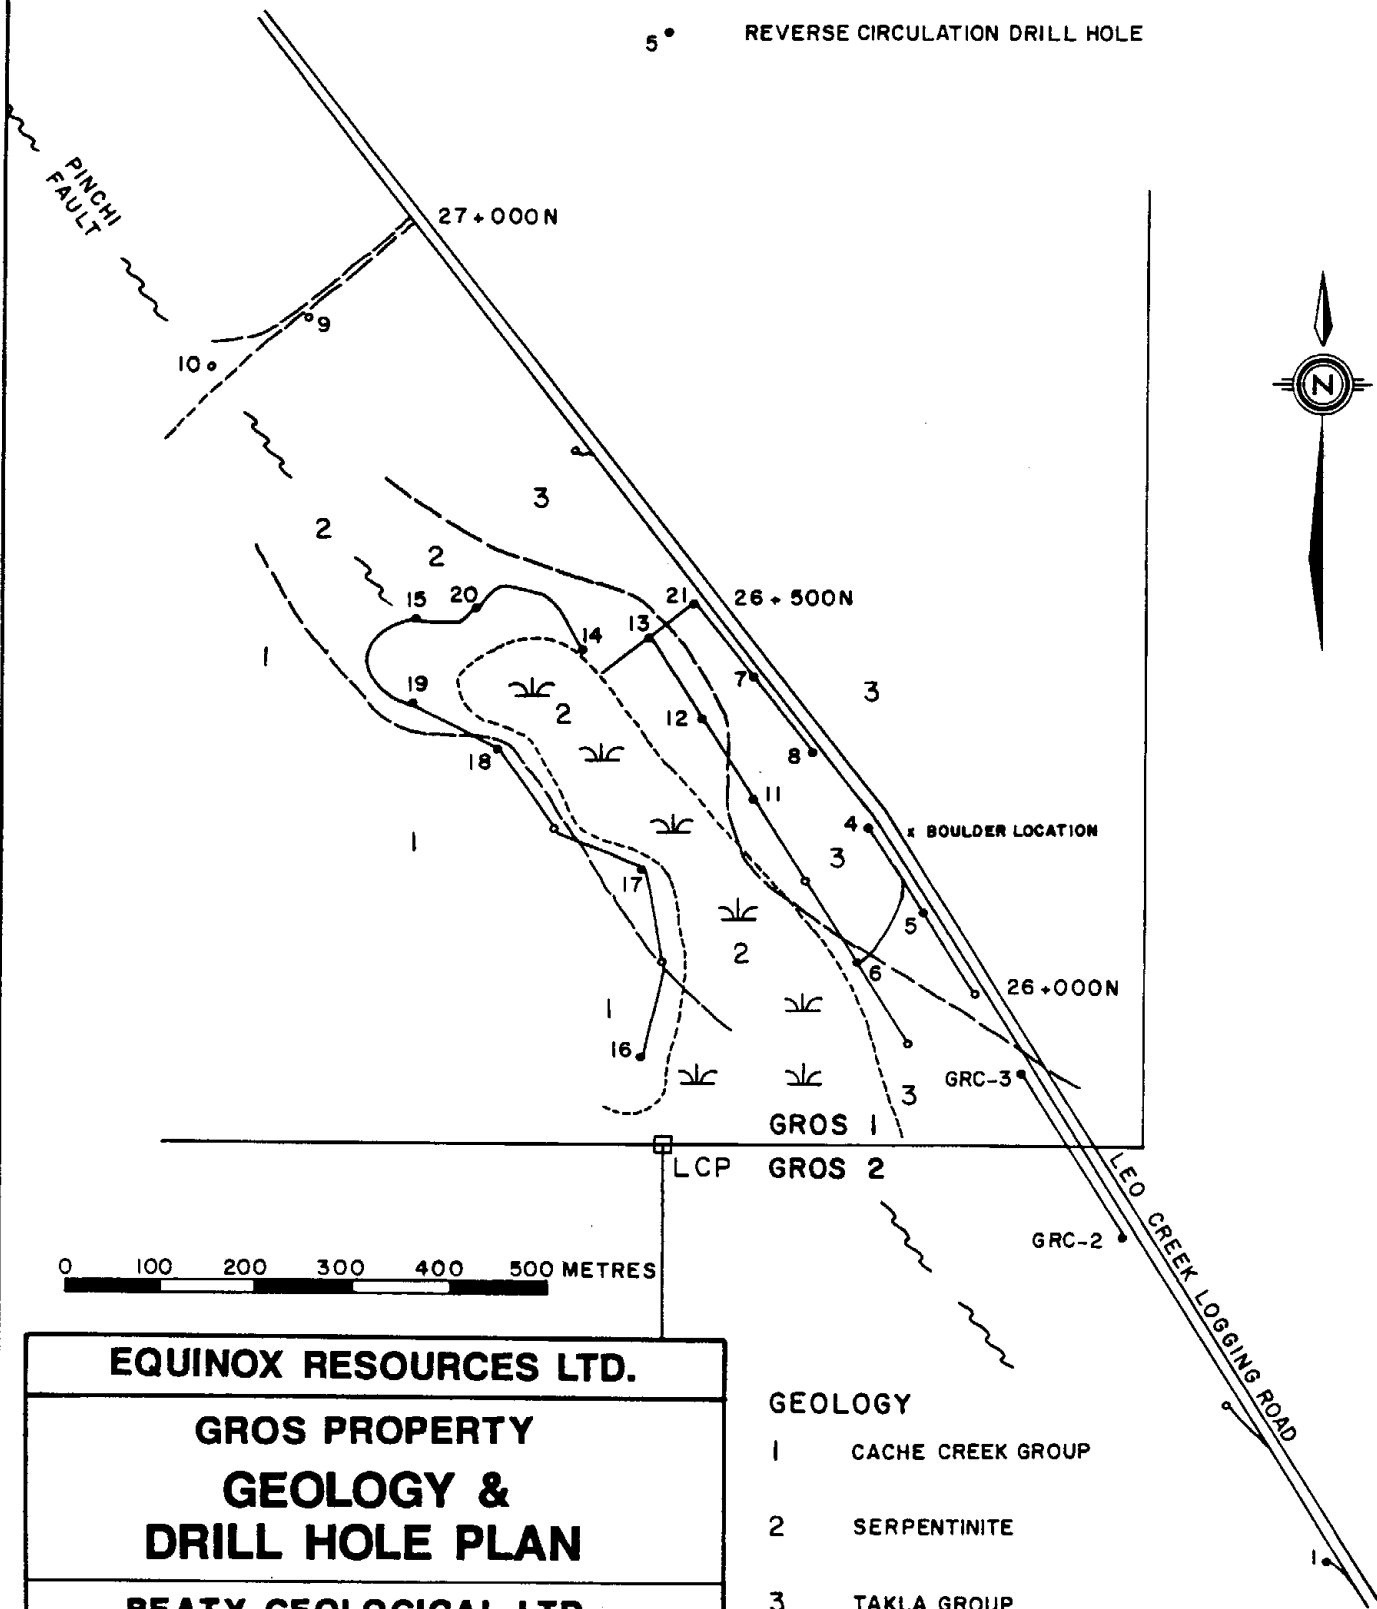 5
REVERSE CIRCULATION DRILL HOLE
PINCHI
FAULT
27+000N
9
10
N
3
2
2
15
20
21
26+500N
14
13
1
19
7
3
2
12
18
8
11
4
x BOULDER LOCATION
1
3
17
5
2
6
26+000N
1
16
GRC-3
3
GROS 1
LCP
GROS 2
LEO CREEK LOGGING ROAD
GRC-2
0 100 200 300 400 500 METRES
EQUINOX RESOURCES LTD.
GROS PROPERTY
GEOLOGY &
DRILL HOLE PLAN
BEATY GEOLOGICAL LTD.
GEOLOGY
1 CACHE CREEK GROUP
2 SERPENTINITE
3 TAKLA GROUP
1